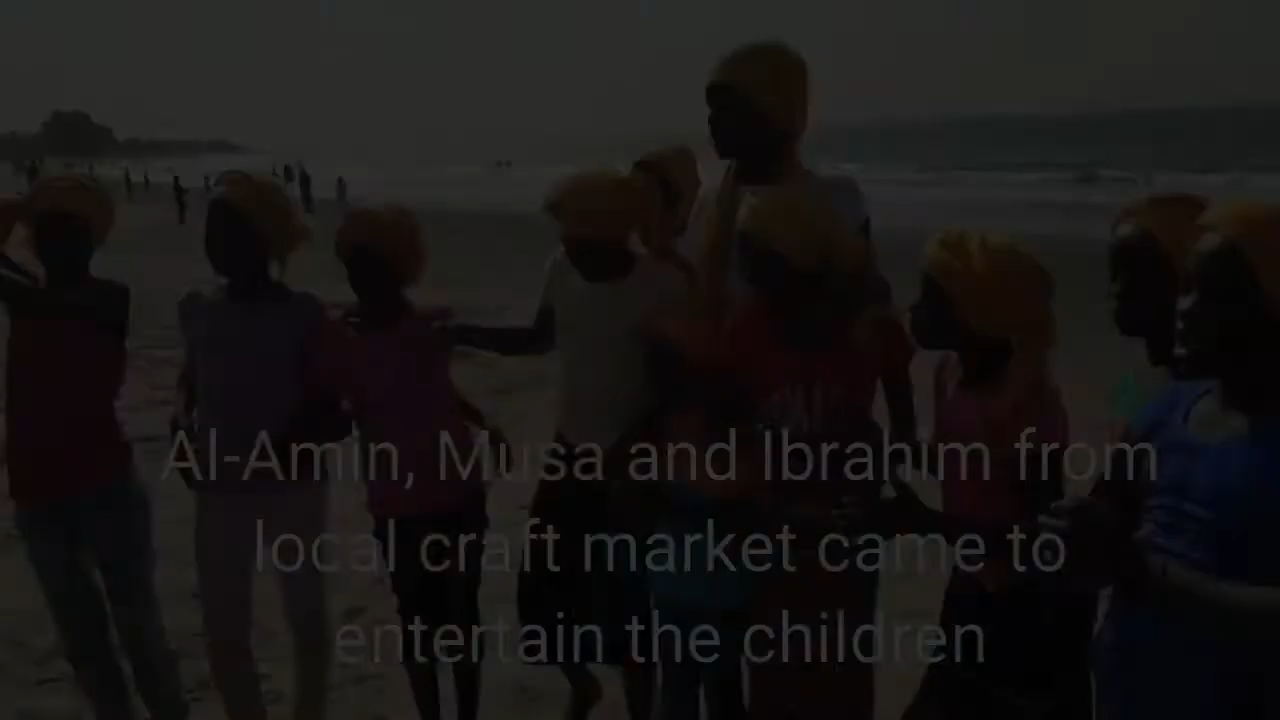 Al-Amin, Musa and Ibrahim from
local craft market came to
entertain the children